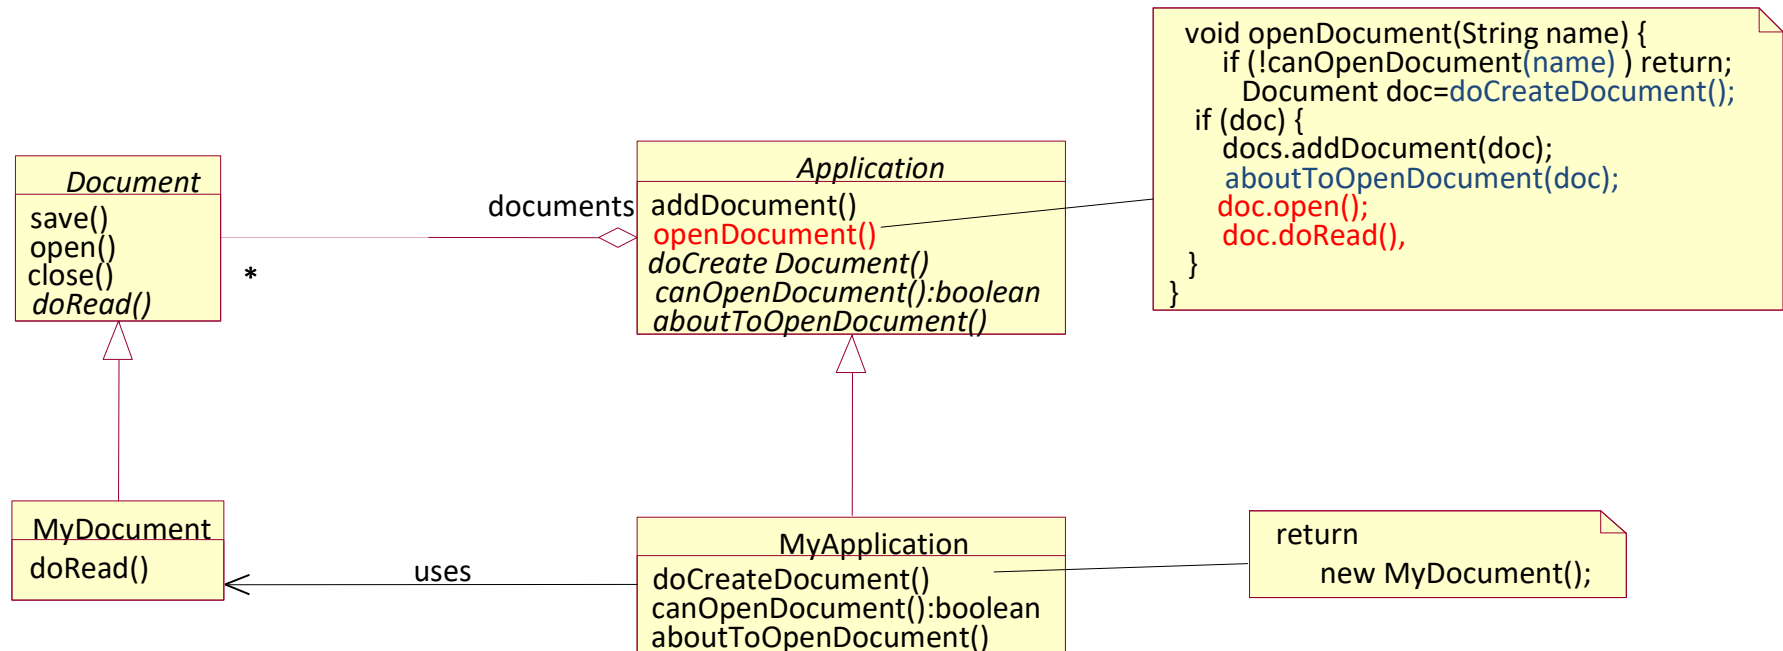 Document
save()
open()
close()
doRead()
documents
*
Application
addDocument()
openDocument()
doCreate Document()
canOpenDocument():boolean
aboutToOpenDocument()
void openDocument(String name) {
if (!canOpenDocument(name) ) return;
Document doc=doCreateDocument();
if (doc) {
docs.addDocument(doc);
aboutToOpenDocument(doc);
doc.open();
doc.doRead(),
}
}
MyDocument
doRead()
uses
MyApplication
doCreateDocument()
canOpenDocument():boolean
aboutToOpenDocument()
return
new MyDocument();